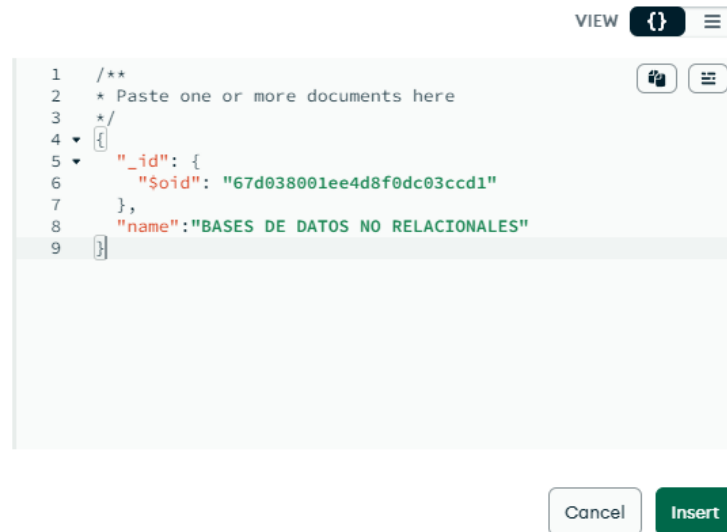 VIEW {}
1 /**
2 * Paste one or more documents here
3 */
4 {
5 "_id": {
6 "$oid": "67d038001ee4d8f0dc03ccd1"
7 },
8 "name":"BASES DE DATOS NO RELACIONALES"
9 }
Cancel Insert